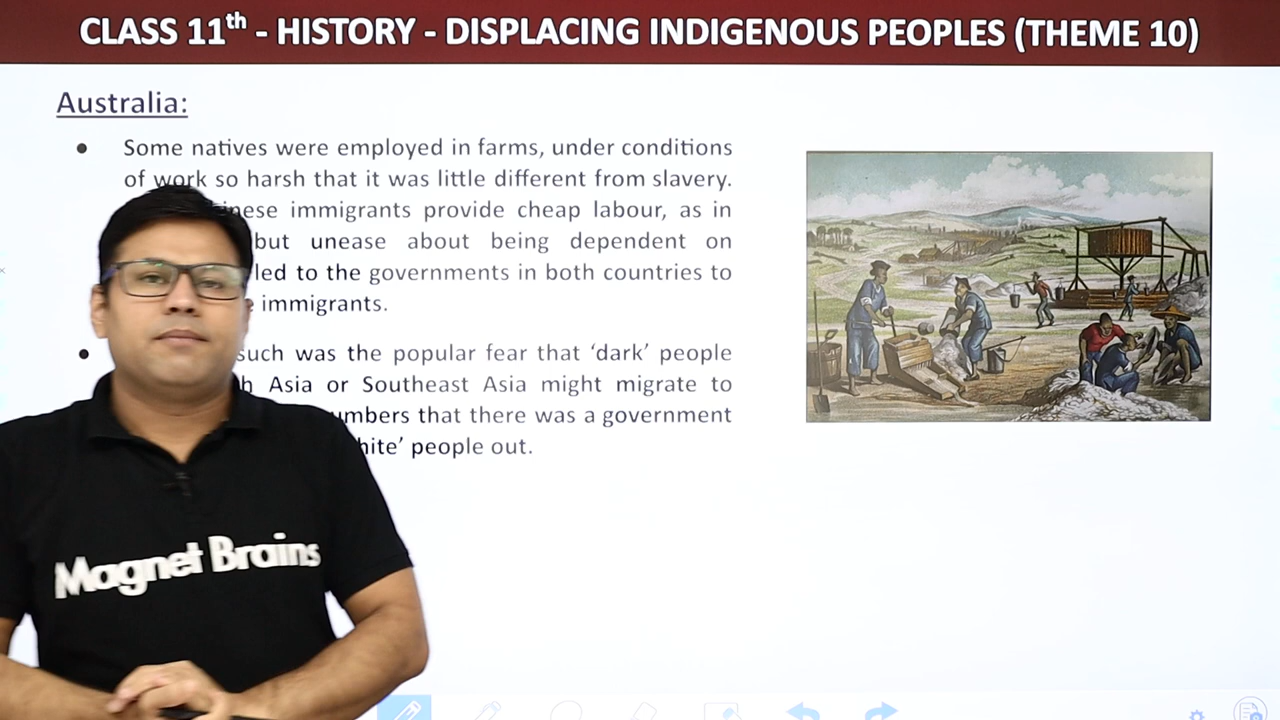 CLASS 11th - HISTORY - DISPLACING INDIGENOUS PEOPLES (THEME 10)
Australia:
Some natives were employed in farms, under conditions
of work so harsh that it was little different from slavery.
immigrants provide cheap labour, as in
but unease about being dependent on
led to the governments in both countries to
immigrants.
such was the popular fear that ‘dark’ people
Asia or Southeast Asia might migrate to
that there was a government
people out.
Magnet Brains